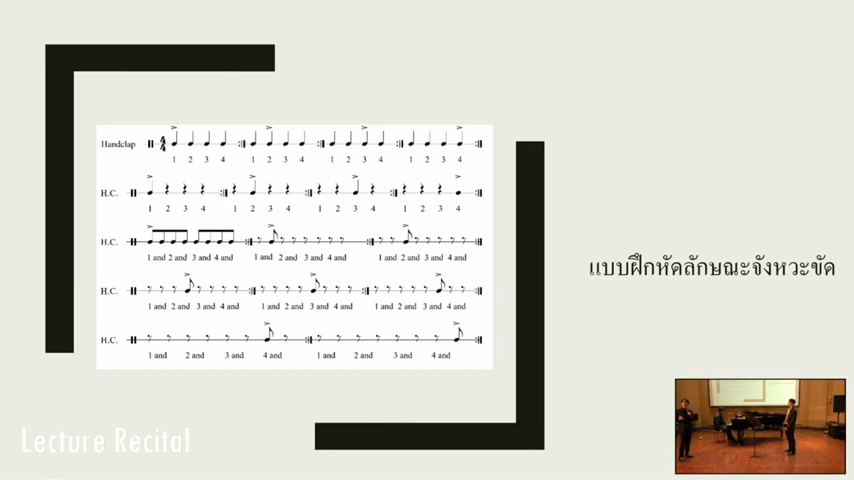 Handclap 4/4
1 2 3 4 1 2 3 4 1 2 3 4 1 2 3 4
H.C.
1 2 3 4 1 2 3 4 1 2 3 4 1 2 3 4
H.C.
1 and 2 and 3 and 4 and 1 and 2 and 3 and 4 and 1 and 2 and 3 and 4 and
H.C.
1 and 2 and 3 and 4 and 1 and 2 and 3 and 4 and 1 and 2 and 3 and 4 and
H.C.
1 and 2 and 3 and 4 and 1 and 2 and 3 and 4 and
แบบฝึกหัดลักษณะจังหวะขัด
Lecture Recital